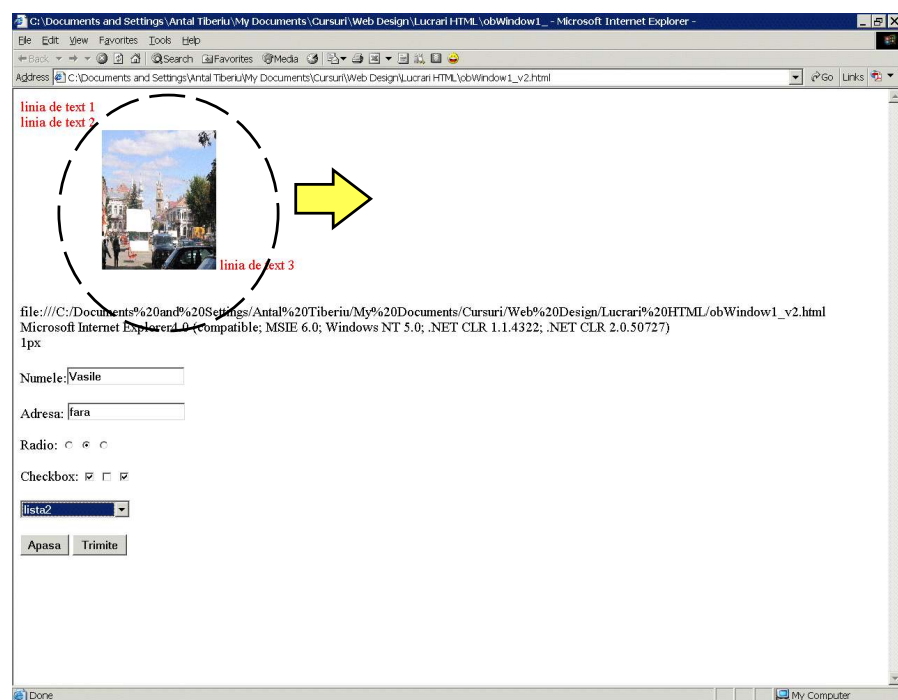 C:\Documents and Settings\Antal Tiberiu\My Documents\Cursuri\Web Design\Lucrari HTML\obWindow1_ - Microsoft Internet Explorer -
File Edit View Favorites Tools Help
Back Search Favorites Media
Address C:\Documents and Settings\Antal Tiberiu\My Documents\Cursuri\Web Design\Lucrari HTML\obWindow1_v2.html Go Links
linia de text 1
linia de text 2
linia de text 3
file:///C:/Documents%20and%20Settings/Antal%20Tiberiu/My%20Documents/Cursuri/Web%20Design/Lucrari%20HTML/obWindow1_v2.html
Microsoft Internet Explorer4.0 (compatible; MSIE 6.0; Windows NT 5.0; .NET CLR 1.1.4322; .NET CLR 2.0.50727)
1px
Numele: Vasile
Adresa: fara
Radio:
Checkbox:
lista2
Apasa Trimite
Done My Computer